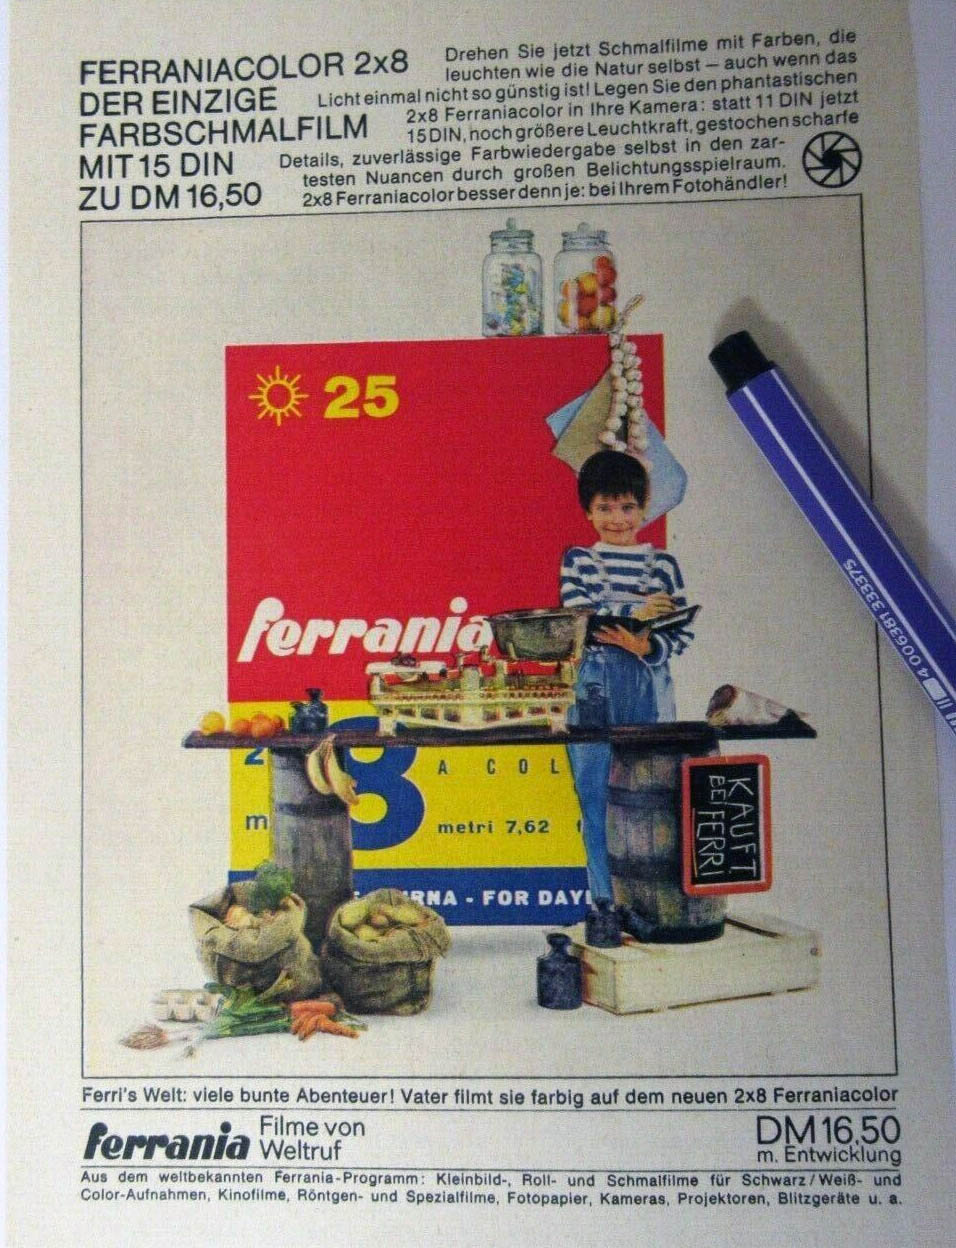 FERRANIACOLOR 2x8
DER EINZIGE
FARBSCHMALFILM
MIT 15 DIN
ZU DM 16,50
Drehen Sie jetzt Schmalfilme mit Farben, die
leuchten wie die Natur selbst – auch wenn das
Licht einmal nicht so günstig ist! Legen Sie den phantastischen
2x8 Ferraniacolor in Ihre Kamera: statt 11 DIN jetzt
15 DIN, noch größere Leuchtkraft, gestochen scharfe
Details, zuverlässige Farbwiedergabe selbst in den zar-
testen Nuancen durch großen Belichtungsspielraum.
2x8 Ferraniacolor besser denn je: bei Ihrem Fotohändler!
25
ferrania
2 8 A COL
m metri 7,62 f
RNA - FOR DAYL
KAUFT
BEI FERRI
4 006381 333375
Ferri's Welt: viele bunte Abenteuer! Vater filmt sie farbig auf dem neuen 2x8 Ferraniacolor
ferrania Filme von
Weltruf
DM 16,50
m. Entwicklung
Aus dem weltbekannten Ferrania-Programm: Kleinbild-, Roll- und Schmalfilme für Schwarz/Weiß- und
Color-Aufnahmen, Kinofilme, Röntgen- und Spezialfilme, Fotopapier, Kameras, Projektoren, Blitzgeräte u. a.